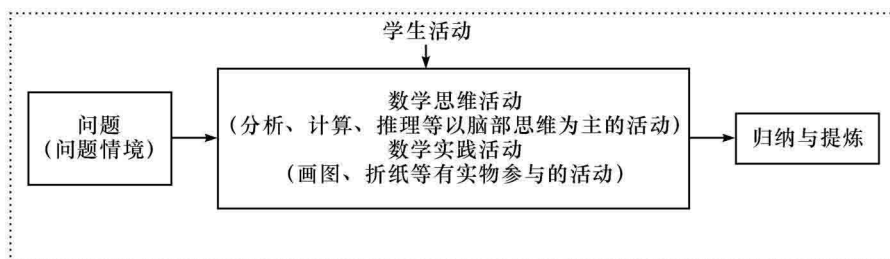 学生活动
问题
(问题情境)
数学思维活动
(分析、计算、推理等以脑部思维为主的活动)
数学实践活动
(画图、折纸等有实物参与的活动)
归纳与提炼